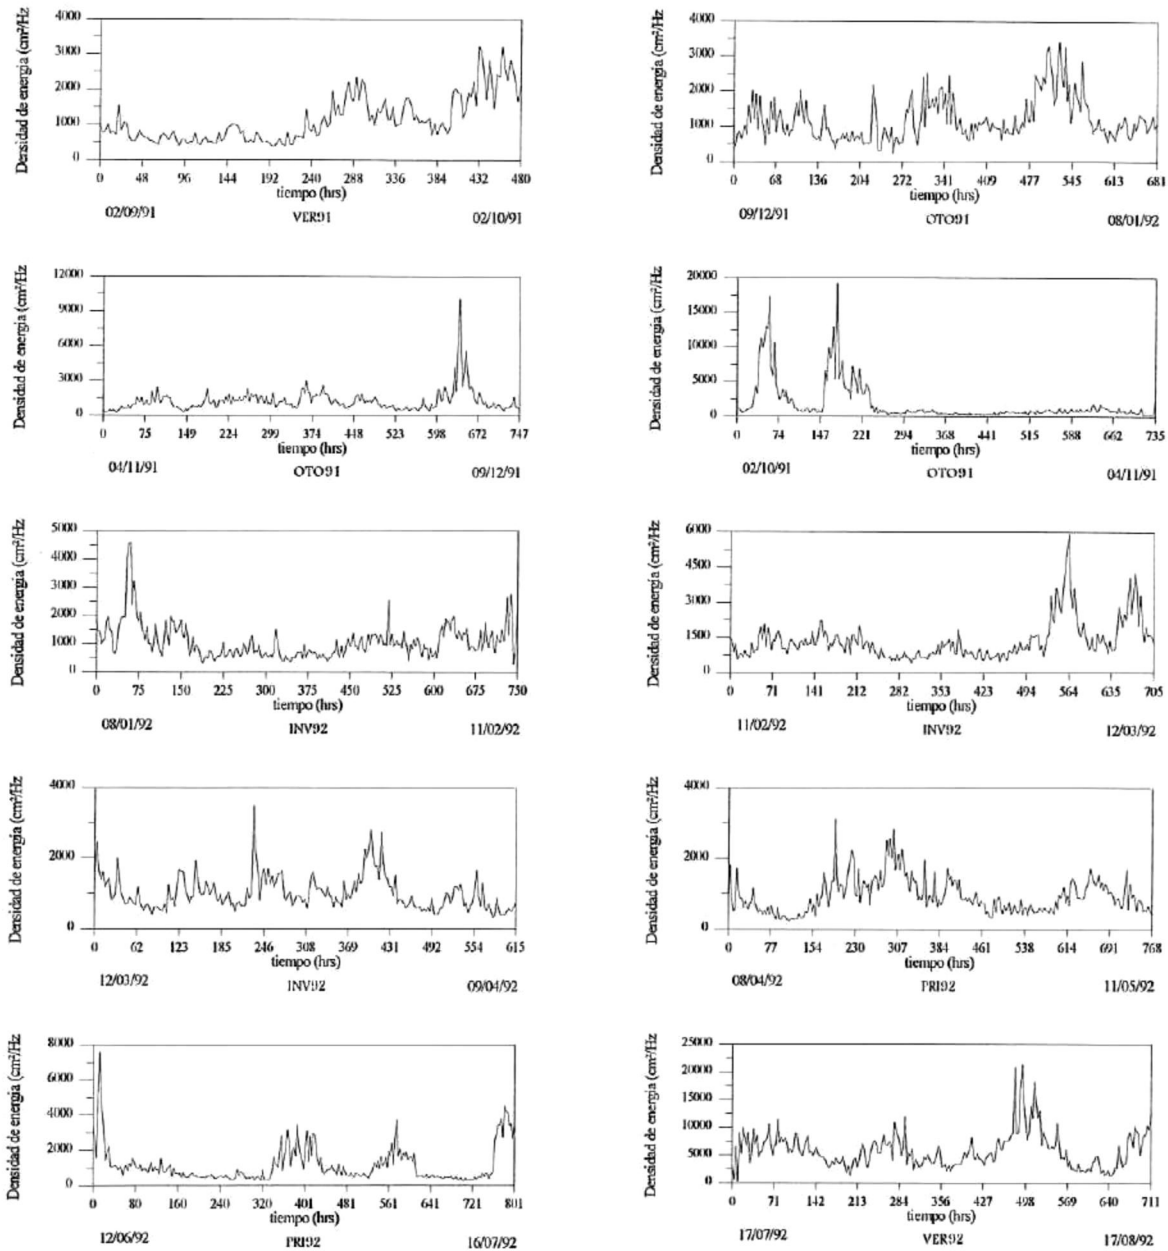 Densidad de energia (cm²/Hz
4000
3000
2000
1000
0
0 48 96 144 192 240 288 336 384 432 480
tiempo (hrs)
02/09/91 VER91 02/10/91
Densidad de energia (cm²/Hz)
4000
3000
2000
1000
0
0 68 136 204 272 341 409 477 545 613 681
tiempo (hrs)
09/12/91 OTO91 08/01/92
Densidad de energia (cm²/Hz)
12000
9000
6000
3000
0
0 75 149 224 299 374 448 523 598 672 747
tiempo (hrs)
04/11/91 OTO91 09/12/91
Densidad de energia (cm²/Hz)
20000
15000
10000
5000
0
0 74 147 221 294 368 441 515 588 662 735
tiempo (hrs)
02/10/91 OTO91 04/11/91
Densidad de energia (cm²/Hz
5000
4000
3000
2000
1000
0
0 75 150 225 300 375 450 525 600 675 750
tiempo (hrs)
08/01/92 INV92 11/02/92
Densidad de energia (cm²/Hz
6000
4500
3000
1500
0
0 71 141 212 282 353 423 494 564 635 705
tiempo (hrs)
11/02/92 INV92 12/03/92
Densidad de energia (cm²/Hz
4000
2000
0
0 62 123 185 246 308 369 431 492 554 615
tiempo (hrs)
12/03/92 INV92 09/04/92
Densidad de energia (cm²/Hz
4000
2000
0
0 77 154 230 307 384 461 538 614 691 768
tiempo (hrs)
08/04/92 PRI92 11/05/92
Densidad de energia (cm²/Hz
8000
6000
4000
2000
0
0 80 160 240 320 401 481 561 641 721 801
tiempo (hrs)
12/06/92 PRI92 16/07/92
Densidad de energia (cm²/Hz
25000
20000
15000
10000
5000
0
0 71 142 213 284 356 427 498 569 640 711
tiempo (hrs)
17/07/92 VER92 17/08/92